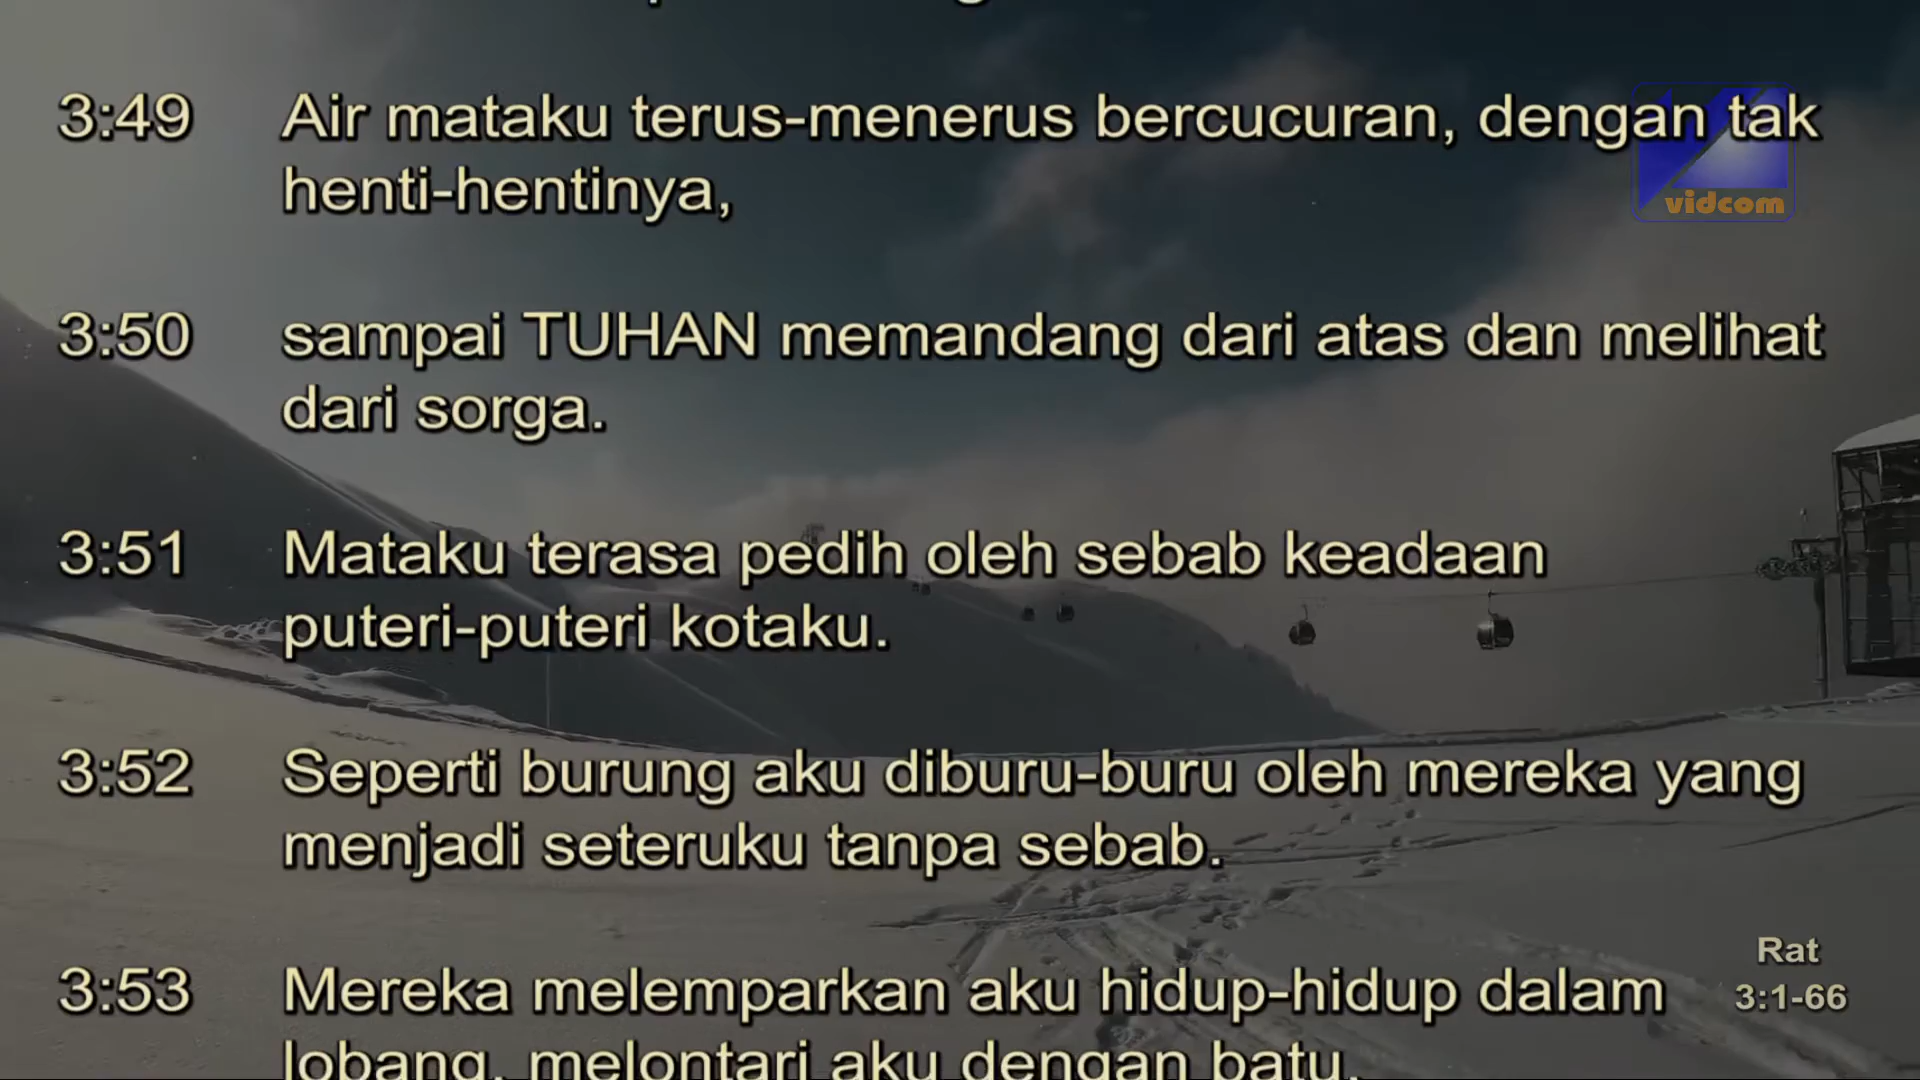 3:49 Air mataku terus-menerus bercucuran, dengan tak
henti-hentinya,
vidcom
3:50 sampai TUHAN memandang dari atas dan melihat
dari sorga.
3:51 Mataku terasa pedih oleh sebab keadaan
puteri-puteri kotaku.
3:52 Seperti burung aku diburu-buru oleh mereka yang
menjadi seteruku tanpa sebab.
3:53 Mereka melemparkan aku hidup-hidup dalam
lobang, melontari aku dengan batu.
Rat
3:1-66